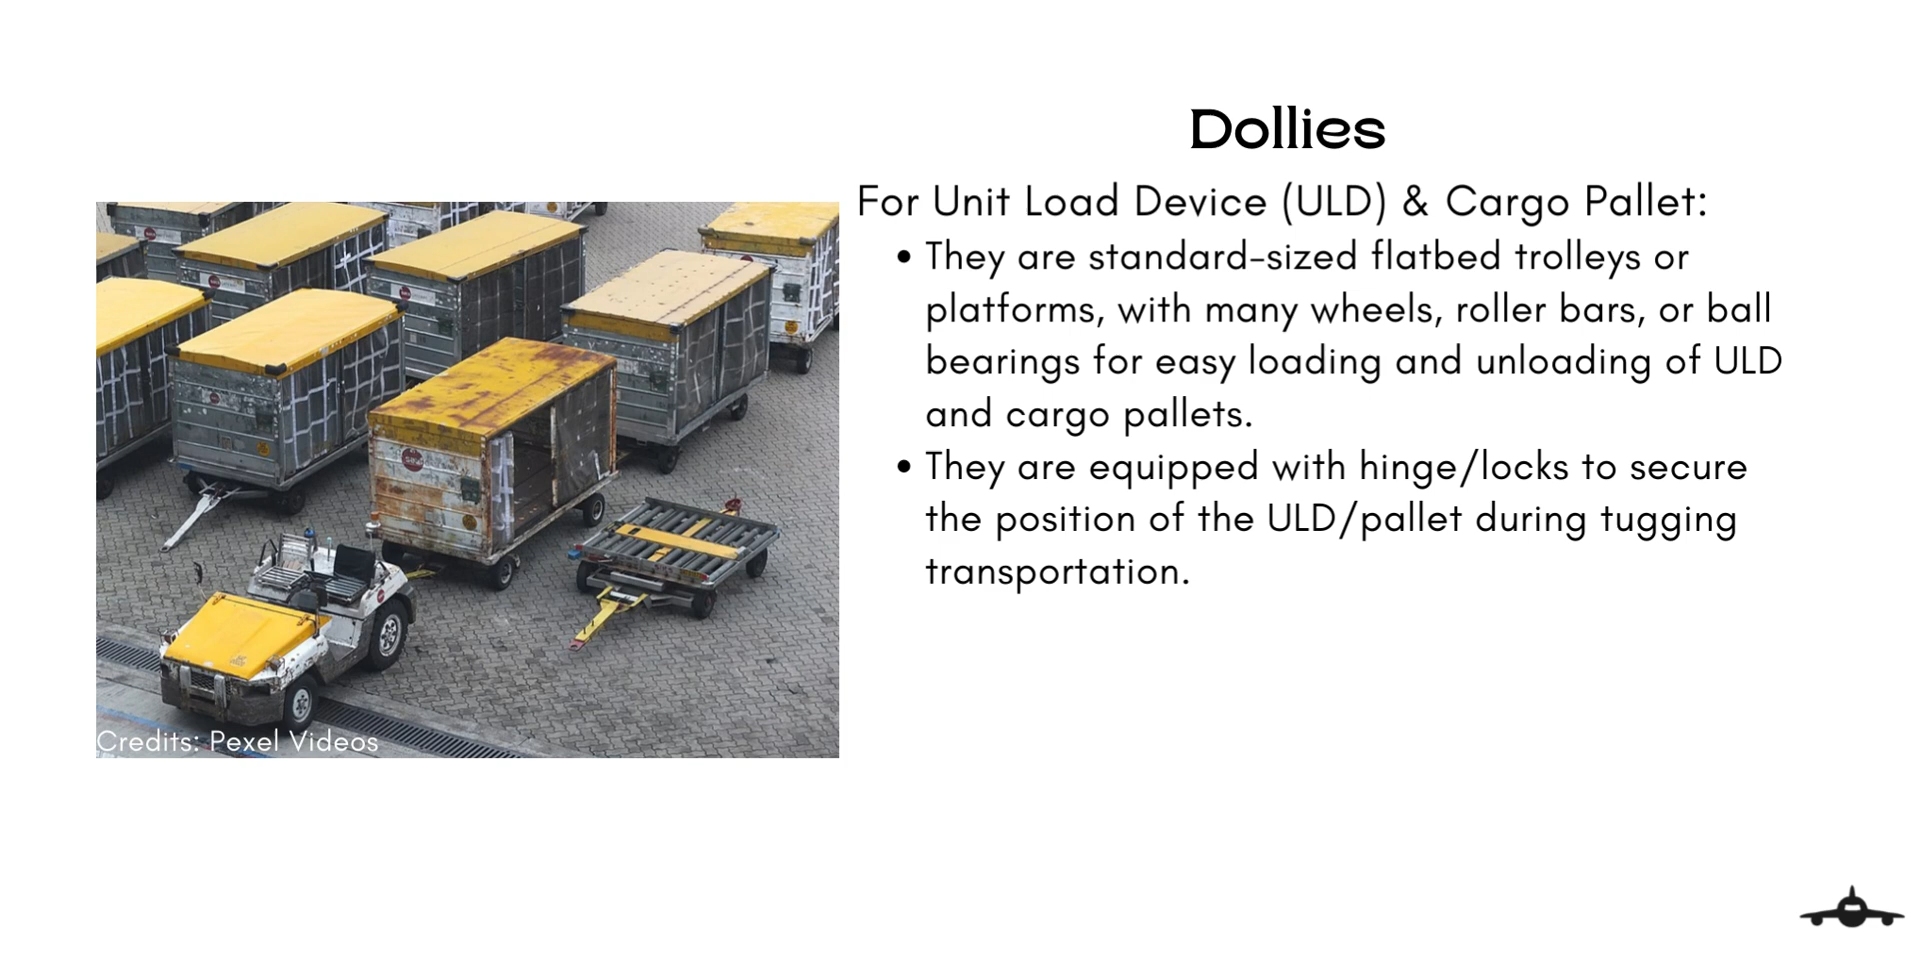 Dollies
For Unit Load Device (ULD) & Cargo Pallet:
• They are standard-sized flatbed trolleys or
platforms, with many wheels, roller bars, or ball
bearings for easy loading and unloading of ULD
and cargo pallets.
• They are equipped with hinge/locks to secure
the position of the ULD/pallet during tugging
transportation.
Credits: Pexel Videos